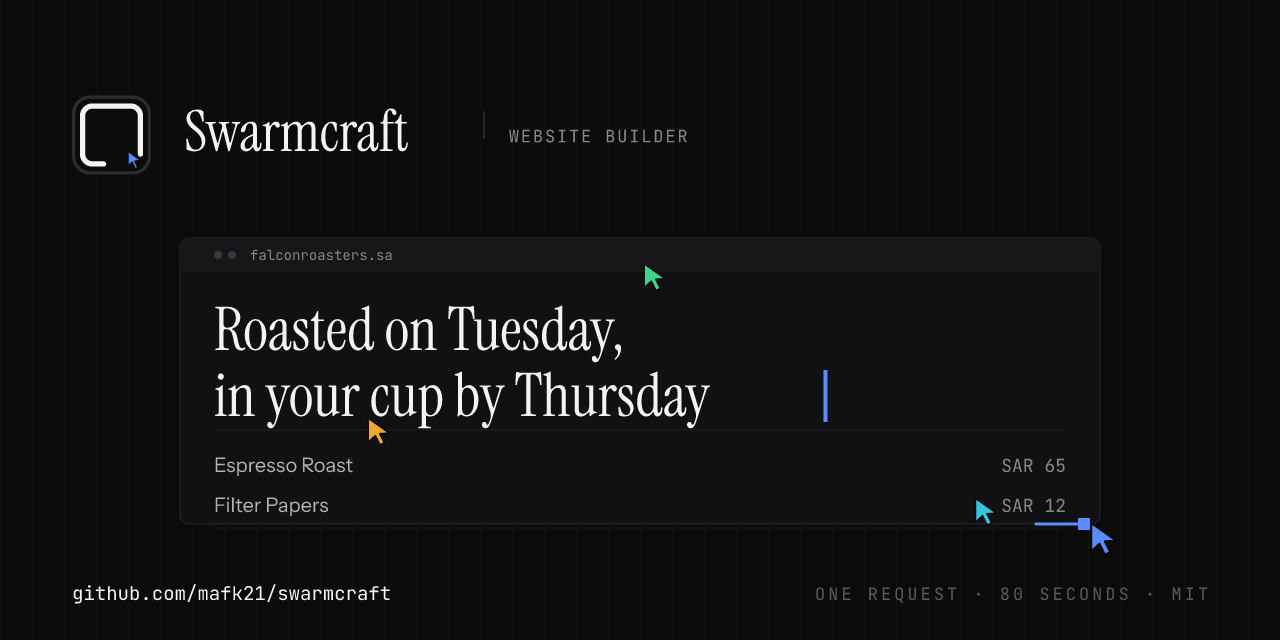 Swarmcraft
WEBSITE BUILDER
falconroasters.sa
Roasted on Tuesday,
in your cup by Thursday
Espresso Roast SAR 65
Filter Papers SAR 12
github.com/mafk21/swarmcraft
ONE REQUEST · 80 SECONDS · MIT